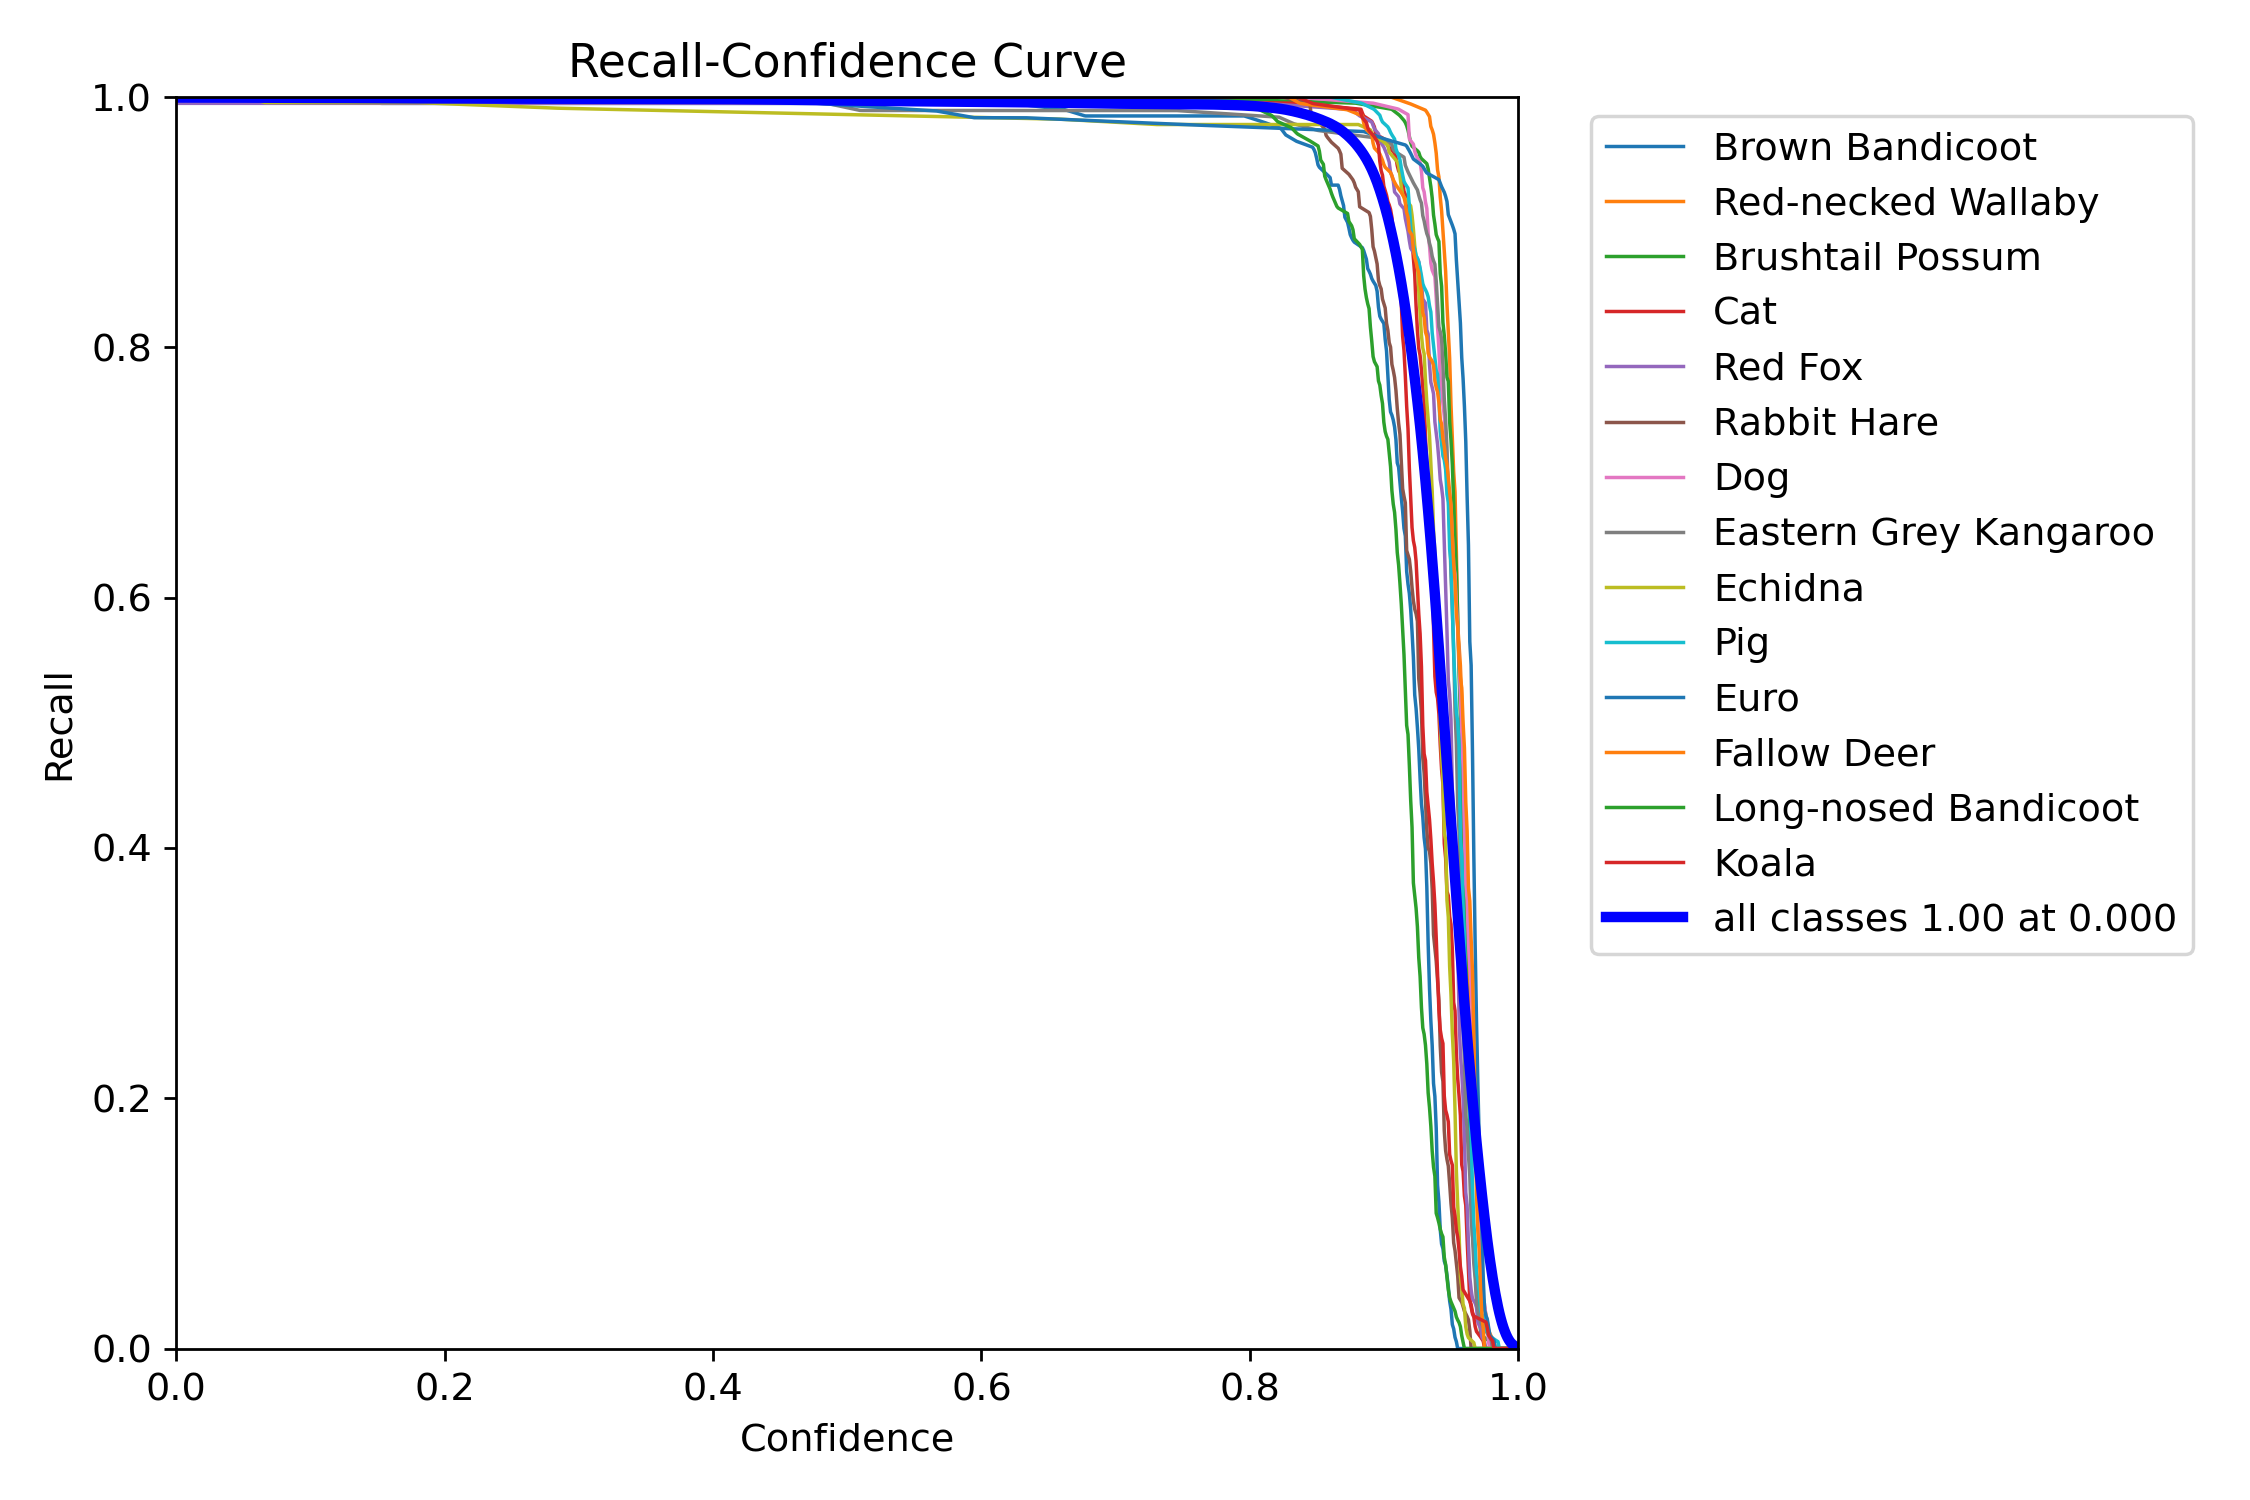 Recall-Confidence Curve
1.0
0.8
0.6
0.4
0.2
0.0
Recall
0.0 0.2 0.4 0.6 0.8 1.0
Confidence
Brown Bandicoot
Red-necked Wallaby
Brushtail Possum
Cat
Red Fox
Rabbit Hare
Dog
Eastern Grey Kangaroo
Echidna
Pig
Euro
Fallow Deer
Long-nosed Bandicoot
Koala
all classes 1.00 at 0.000